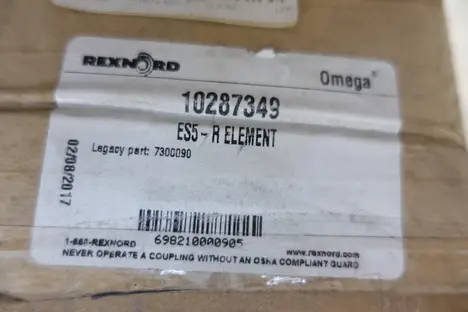 REXNORD
Omega®
10287349
ES5-R ELEMENT
Legacy part: 7300090
02/08/2017
698210000905
1-866-REXNORD
www.rexnord.com
NEVER OPERATE A COUPLING WITHOUT AN OSHA COMPLIANT GUARD